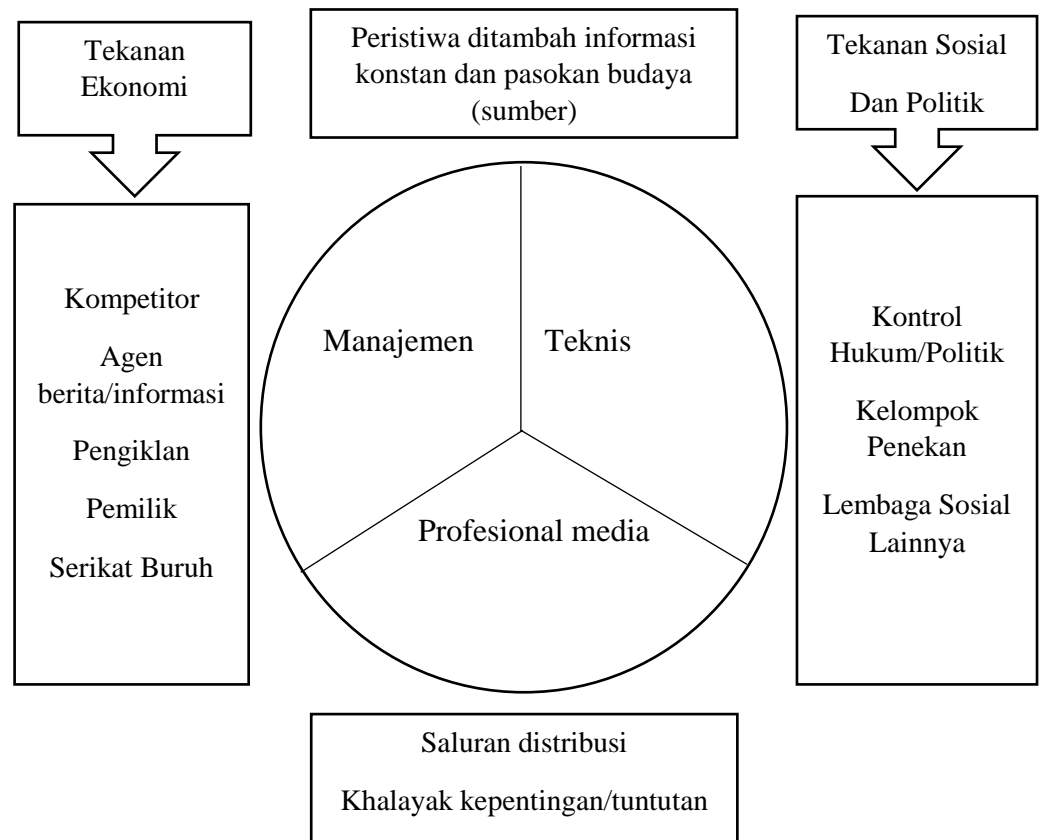 Tekanan
Ekonomi
Peristiwa ditambah informasi
konstan dan pasokan budaya
(sumber)
Tekanan Sosial
Dan Politik
Kompetitor
Agen
berita/informasi
Pengiklan
Pemilik
Serikat Buruh
Manajemen
Teknis
Profesional media
Kontrol
Hukum/Politik
Kelompok
Penekan
Lembaga Sosial
Lainnya
Saluran distribusi
Khalayak kepentingan/tuntutan